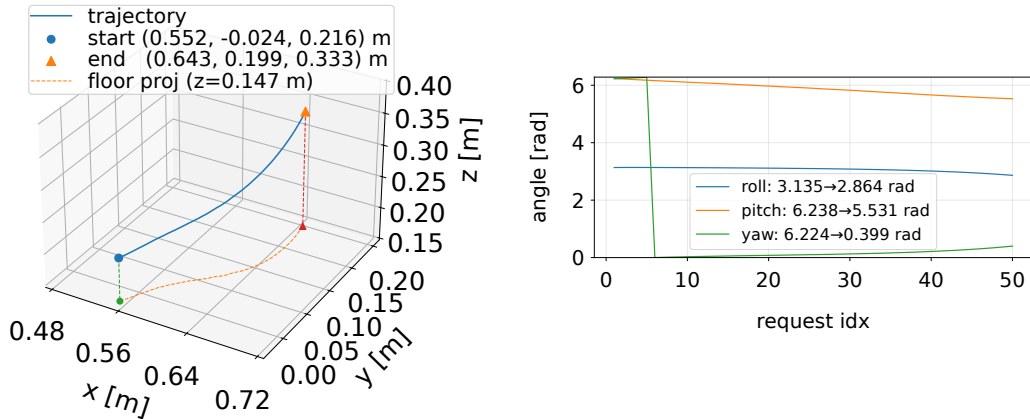 trajectory
start (0.552, -0.024, 0.216) m
end (0.643, 0.199, 0.333) m
floor proj (z=0.147 m)
0.40
0.35
0.30
0.25
0.20
0.15
z [m]
0.20
0.15
0.10
0.05
0.00
y [m]
0.48
0.56
0.64
0.72
x [m]
6
4
2
0
angle [rad]
roll: 3.135→2.864 rad
pitch: 6.238→5.531 rad
yaw: 6.224→0.399 rad
0
10
20
30
40
50
request idx